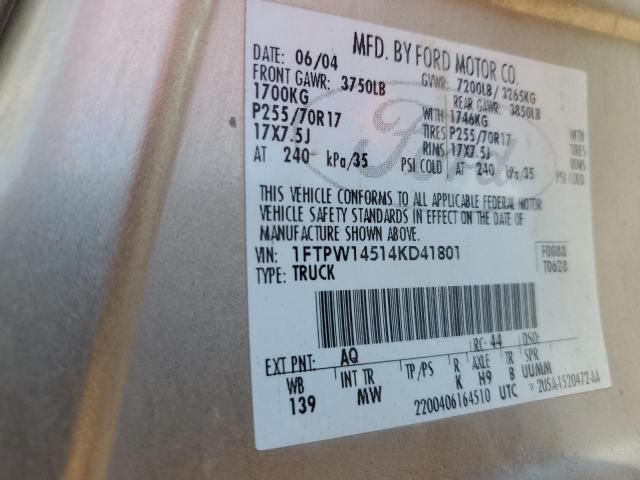 MFD. BY FORD MOTOR CO.
DATE: 06/04 GVWR: 7200LB / 3265KG
FRONT GAWR: 3750LB REAR GAWR: 3850LB
1700KG WITH 1746KG WITH
P255/70R17 TIRES P255/70R17 TIRES
17X7.5J RIMS 17X7.5J RIMS
AT 240 kPa/35 PSI COLD AT 240 kPa/35 PSI COLD
Ford
THIS VEHICLE CONFORMS TO ALL APPLICABLE FEDERAL MOTOR
VEHICLE SAFETY STANDARDS IN EFFECT ON THE DATE OF
MANUFACTURE SHOWN ABOVE.
VIN: 1FTPW14514KD41801 F0088
TYPE: TRUCK T0628
EXT PNT: AQ RC: 44 DSO:
WB INT TR TP/PS R AXLE TR SPR
139 MW K H9 B UUMM
2200406164510 UTC ▽ 2U5A-1520472-AA